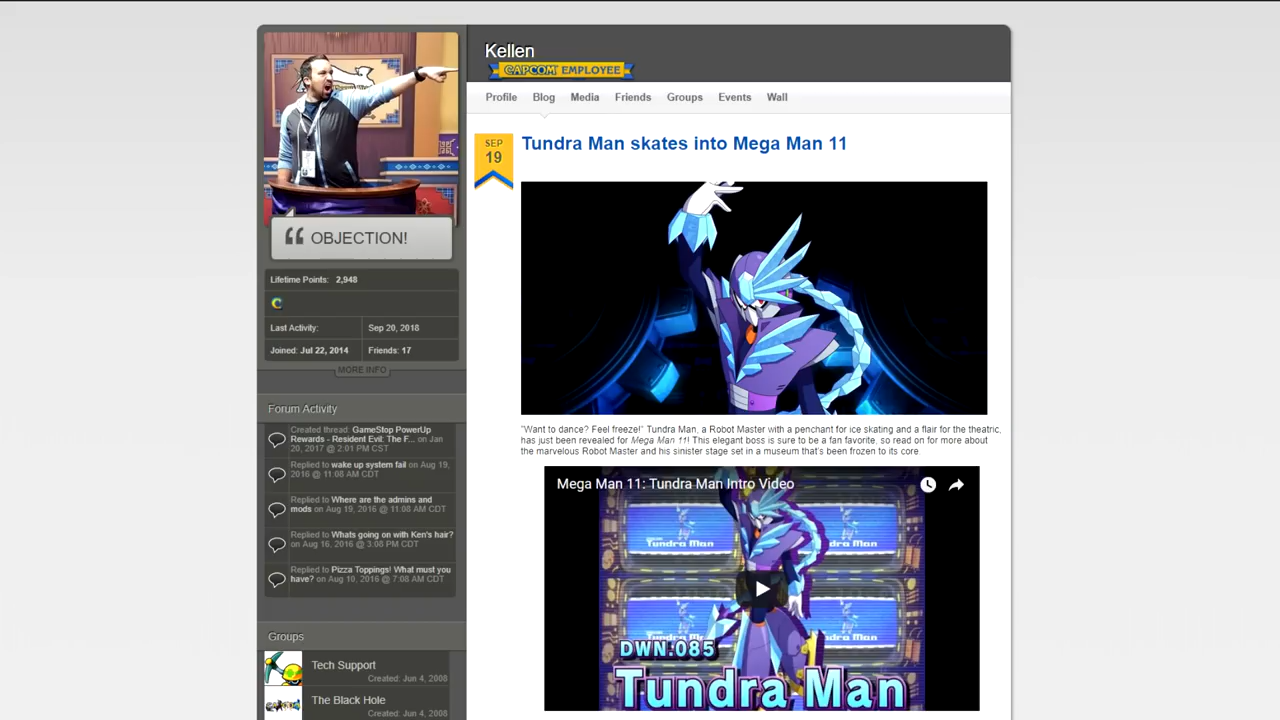 Kellen
CAPCOM EMPLOYEE
Profile Blog Media Friends Groups Events Wall
SEP
19
Tundra Man skates into Mega Man 11
OBJECTION!
Lifetime Points: 2,948
Last Activity: Sep 20, 2018
Joined: Jul 22, 2014 Friends: 17
MORE INFO
Forum Activity
Created thread: GameStop PowerUp
Rewards - Resident Evil: The F... on Jan
20, 2017 @ 2:01 PM CST
Replied to wake up system fail on Aug 19,
2016 @ 11:08 AM CDT
Replied to Where are the admins and
mods on Aug 19, 2016 @ 11:08 AM CDT
Replied to Whats going on with Ken's hair?
on Aug 16, 2016 @ 3:08 PM CDT
Replied to Pizza Toppings! What must you
have? on Aug 10, 2016 @ 7:08 AM CDT
Groups
Tech Support
Created: Jun 4, 2008
The Black Hole
Created: Jun 4, 2008
"Want to dance? Feel freeze!" Tundra Man, a Robot Master with a penchant for ice skating and a flair for the theatric,
has just been revealed for Mega Man 11! This elegant boss is sure to be a fan favorite, so read on for more about
the marvelous Robot Master and his sinister stage set in a museum that's been frozen to its core.
Mega Man 11: Tundra Man Intro Video
Tundra Man
Tundra Man
Man
DWN.085
Tundra Man